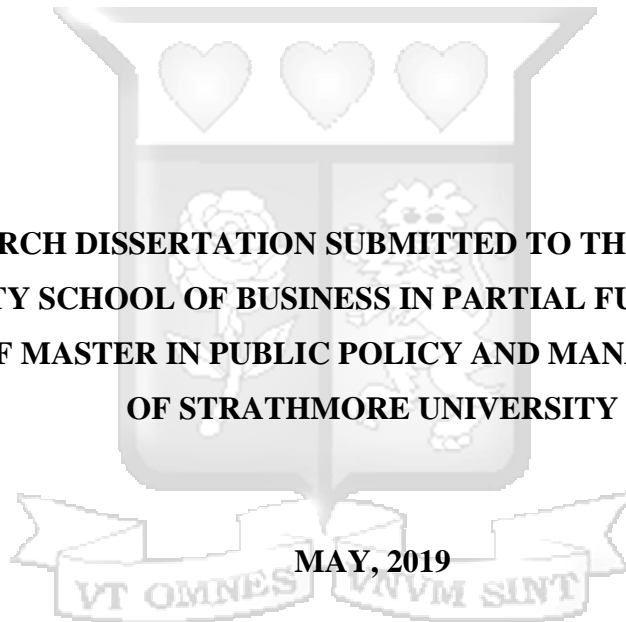 RCH DISSERTATION SUBMITTED TO TH
TY SCHOOL OF BUSINESS IN PARTIAL FU
F MASTER IN PUBLIC POLICY AND MANA
OF STRATHMORE UNIVERSITY
MAY, 2019
VT OMNES VNVM SINT